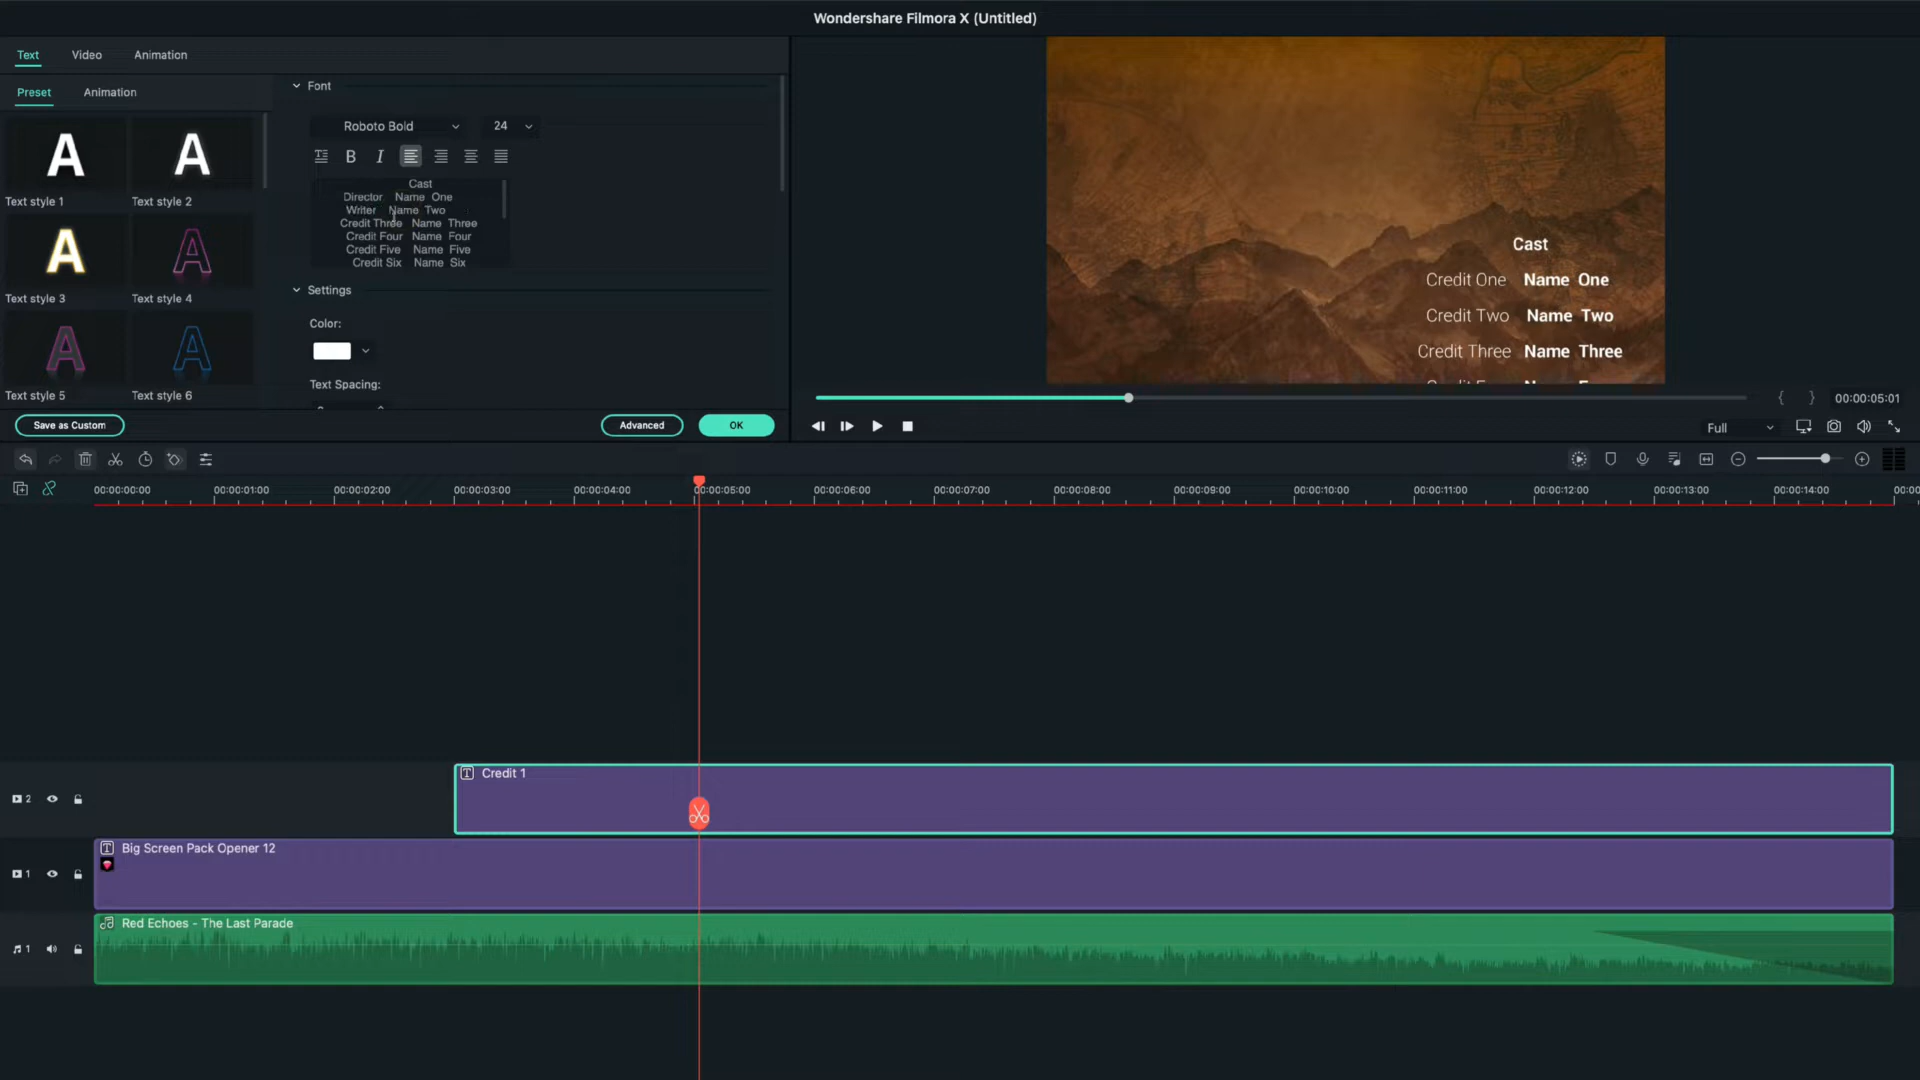 Wondershare Filmora X (Untitled)
Text Video Animation
Preset Animation
Text style 1 Text style 2
Text style 3 Text style 4
Text style 5 Text style 6
Font
Roboto Bold 24
Cast
Director Name One
Writer Name Two
Credit Three Name Three
Credit Four Name Four
Credit Five Name Five
Credit Six Name Six
Settings
Color:
Text Spacing:
Save as Custom Advanced OK
Cast
Credit One Name One
Credit Two Name Two
Credit Three Name Three
00:00:05:01
Full
00:00:00:00 00:00:01:00 00:00:02:00 00:00:03:00 00:00:04:00 00:00:05:00 00:00:06:00 00:00:07:00 00:00:08:00 00:00:09:00 00:00:10:00 00:00:11:00 00:00:12:00 00:00:13:00 00:00:14:00 00:00
Credit 1
2
Big Screen Pack Opener 12
1
Red Echoes - The Last Parade
1